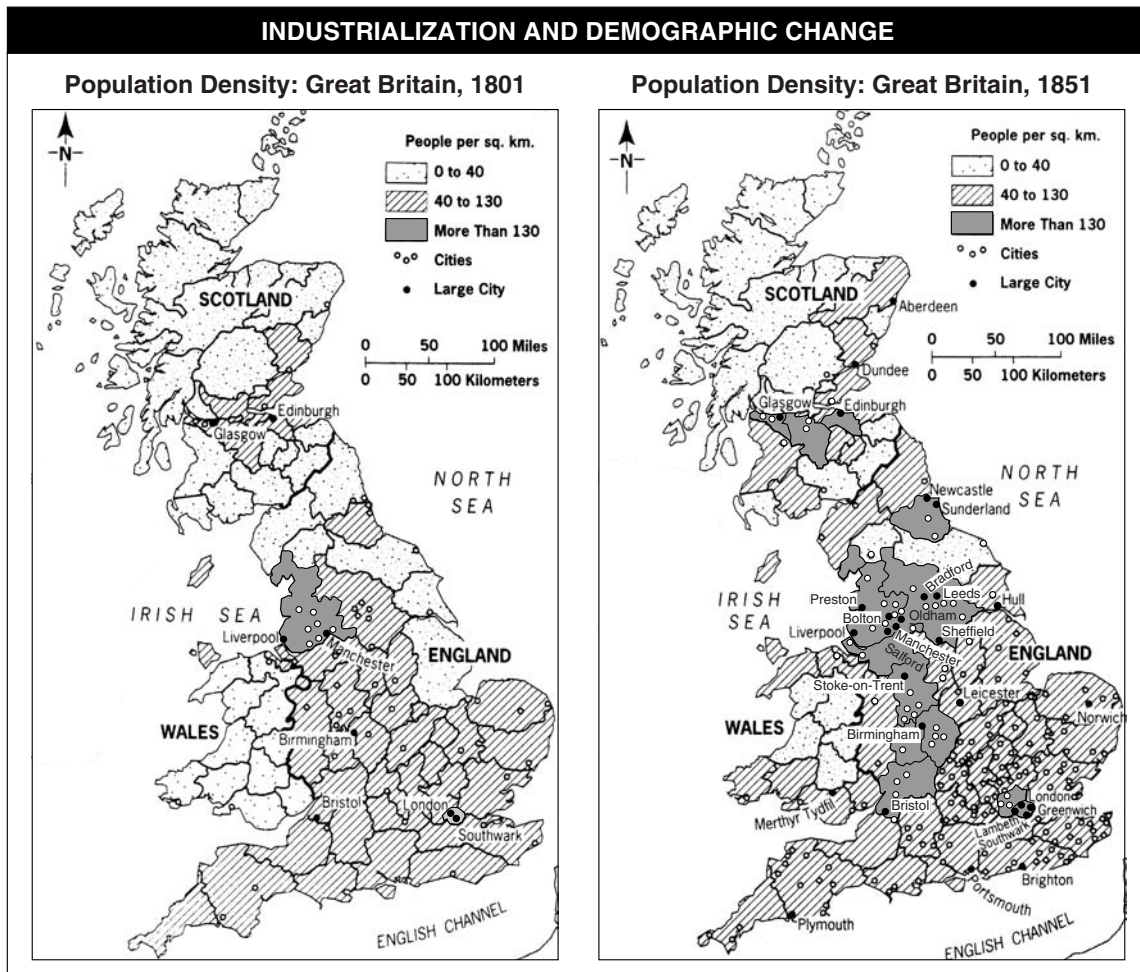 INDUSTRIALIZATION AND DEMOGRAPHIC CHANGE
Population Density: Great Britain, 1801
N
People per sq. km.
0 to 40
40 to 130
More Than 130
Cities
Large City
SCOTLAND
0 50 100 Miles
0 50 100 Kilometers
Edinburgh
Glasgow
NORTH
SEA
IRISH SEA
Liverpool
Manchester
ENGLAND
WALES
Birmingham
Bristol
London
Southwark
ENGLISH CHANNEL
Population Density: Great Britain, 1851
N
People per sq. km.
0 to 40
40 to 130
More Than 130
Cities
Large City
SCOTLAND
Aberdeen
0 50 100 Miles
0 50 100 Kilometers
Dundee
Glasgow
Edinburgh
NORTH
SEA
Newcastle
Sunderland
IRISH
SEA
Bradford
Preston
Leeds
Hull
Bolton
Oldham
Liverpool
Manchester
Sheffield
Salford
ENGLAND
Stoke-on-Trent
Leicester
Norwich
WALES
Birmingham
Merthyr Tydfil
Bristol
London
Greenwich
Lambeth
Southwark
Brighton
Portsmouth
Plymouth
ENGLISH CHANNEL